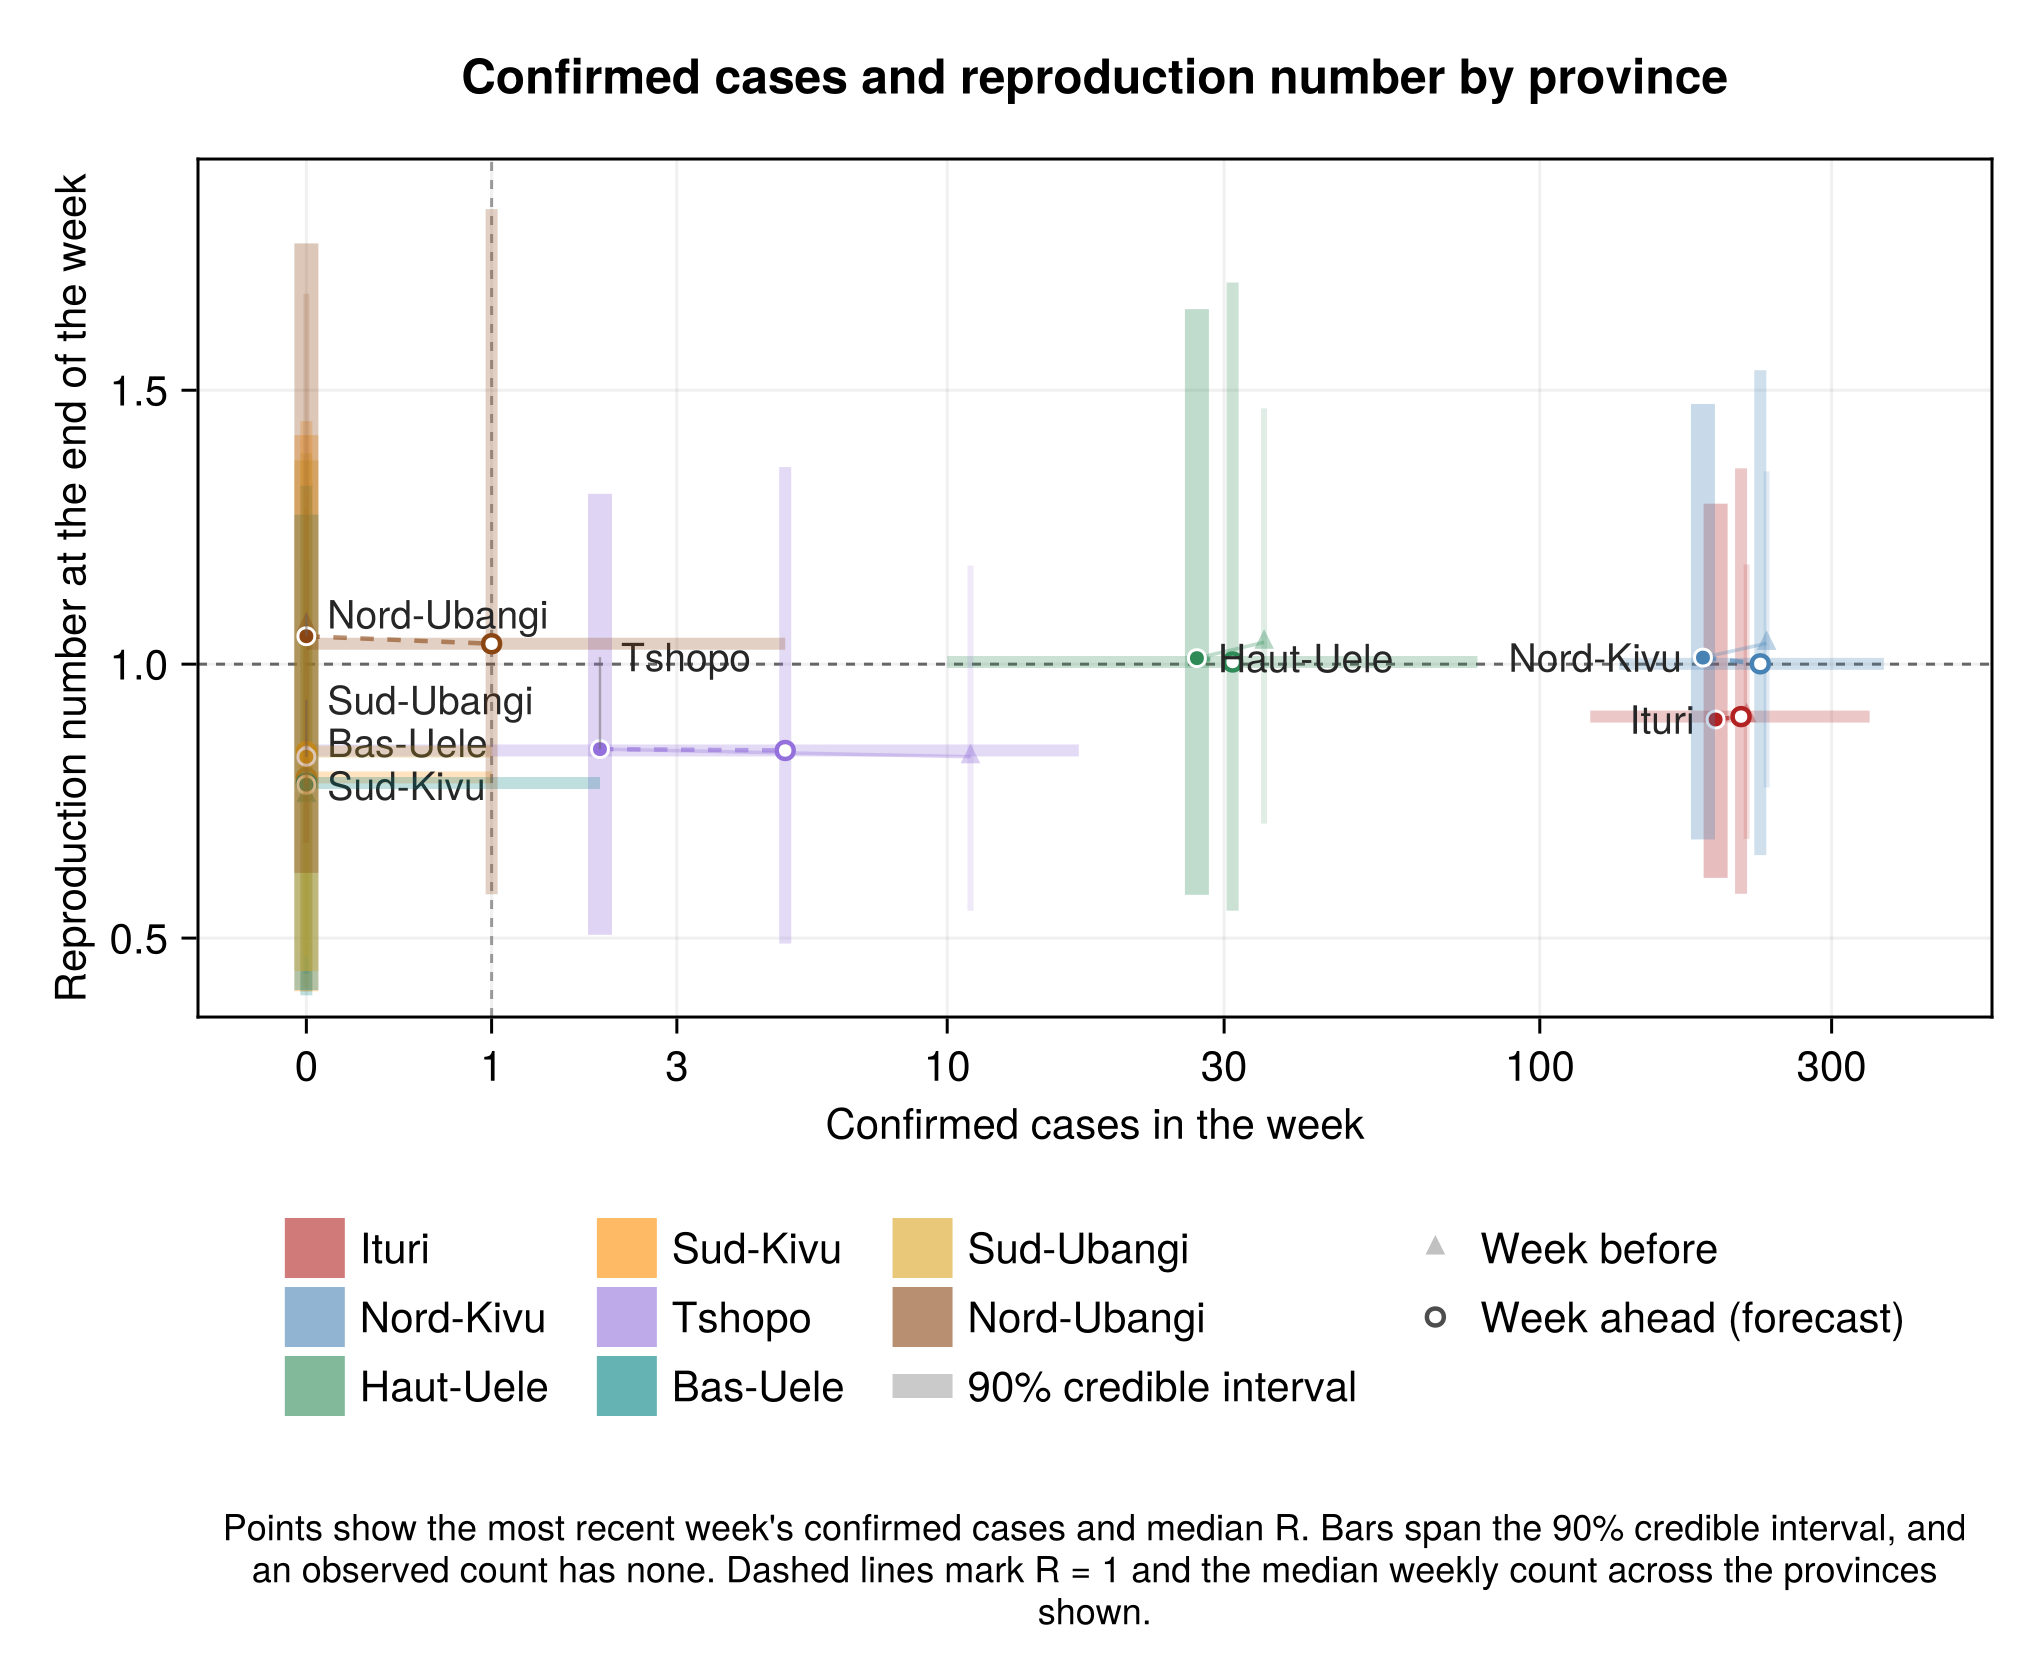 Confirmed cases and reproduction number by province
Reproduction number at the end of the week
1.5
1.0
0.5
Nord-Ubangi
Tshopo
Haut-Uele
Nord-Kivu
Sud-Ubangi
Ituri
Bas-Uele
Sud-Kivu
0 1 3 10 30 100 300
Confirmed cases in the week
Ituri Sud-Kivu Sud-Ubangi Week before
Nord-Kivu Tshopo Nord-Ubangi Week ahead (forecast)
Haut-Uele Bas-Uele 90% credible interval
Points show the most recent week's confirmed cases and median R. Bars span the 90% credible interval, and
an observed count has none. Dashed lines mark R = 1 and the median weekly count across the provinces
shown.